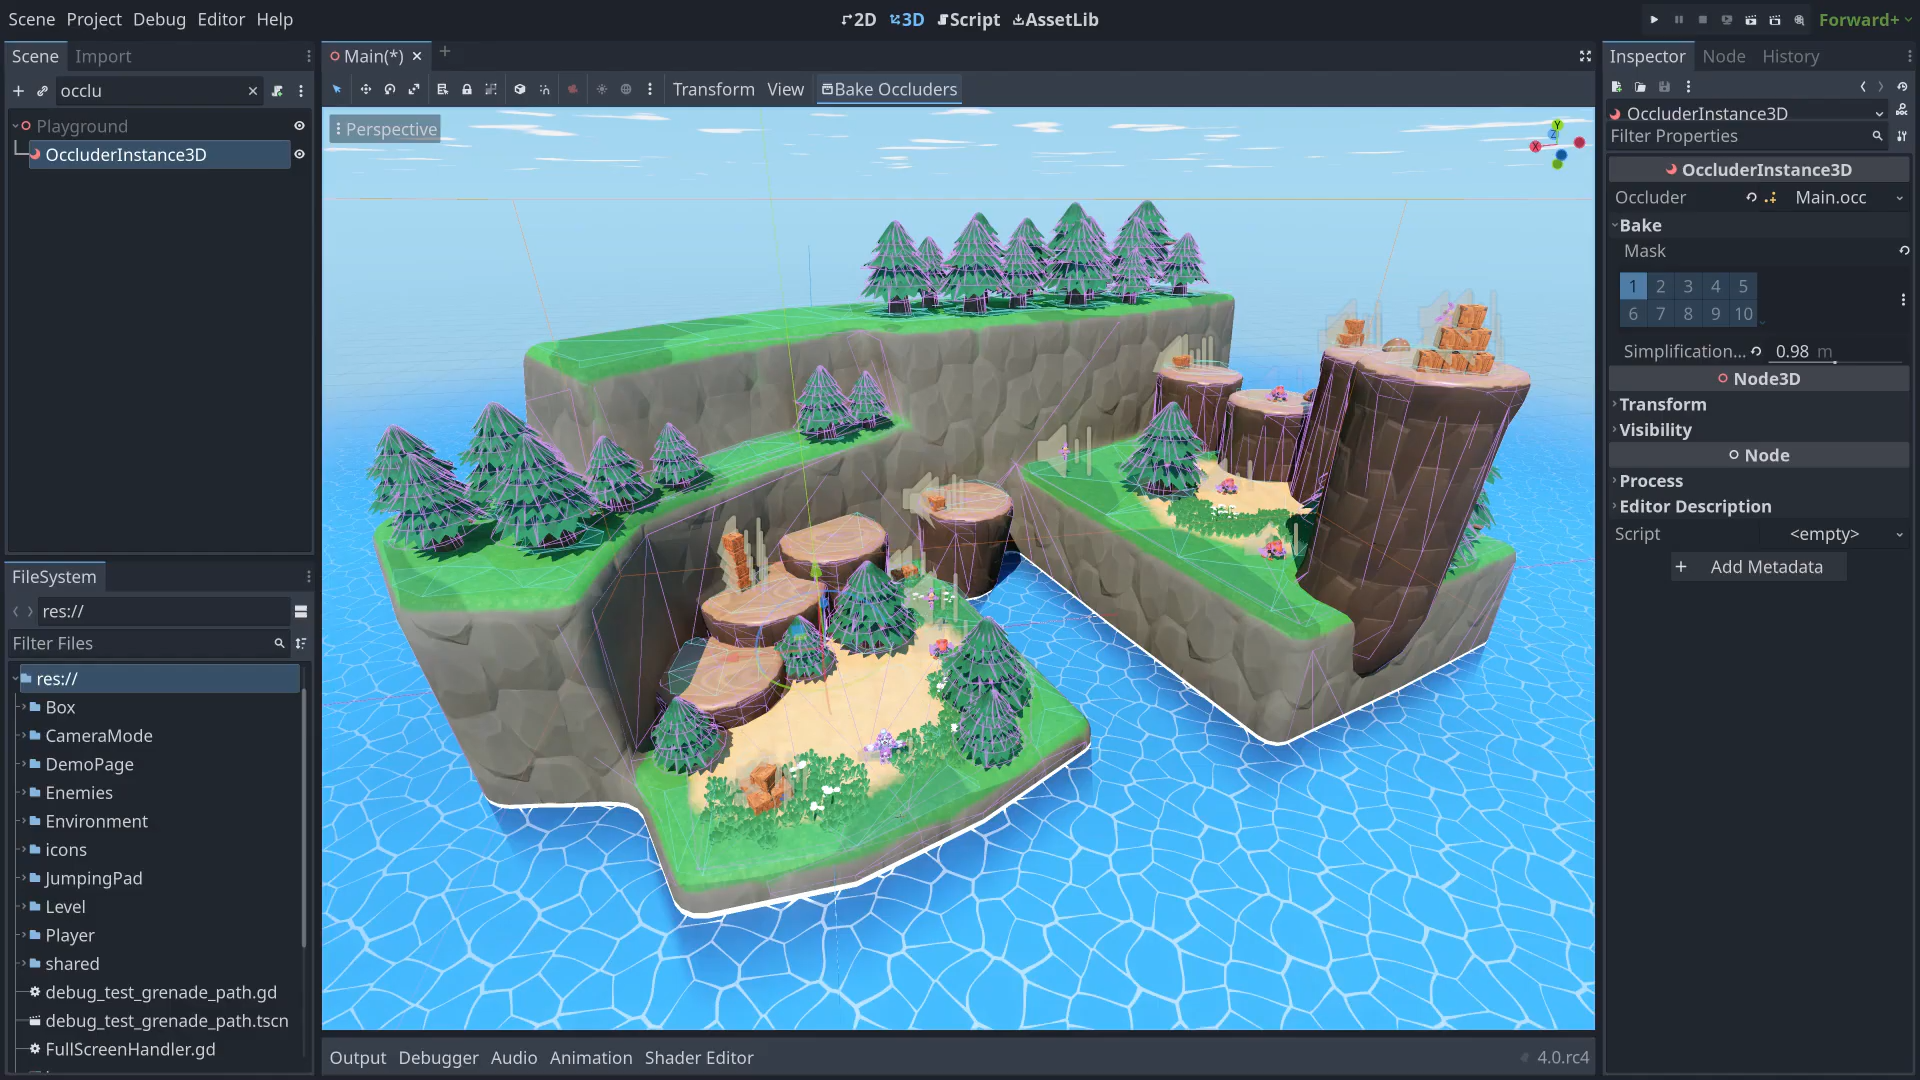 Scene Project Debug Editor Help
2D 3D Script AssetLib
Forward+
Scene Import
occlu
Playground
OccluderInstance3D
FileSystem
res://
Filter Files
res://
Box
CameraMode
DemoPage
Enemies
Environment
icons
JumpingPad
Level
Player
shared
debug_test_grenade_path.gd
debug_test_grenade_path.tscn
FullScreenHandler.gd
Main(*)
Transform View Bake Occluders
Perspective
Y
Z
X
Output Debugger Audio Animation Shader Editor
4.0.rc4
Inspector Node History
OccluderInstance3D
Filter Properties
OccluderInstance3D
Occluder Main.occ
Bake
Mask
1 2 3 4 5
6 7 8 9 10
Simplification... 0.98 m
Node3D
Transform
Visibility
Node
Process
Editor Description
Script <empty>
+ Add Metadata